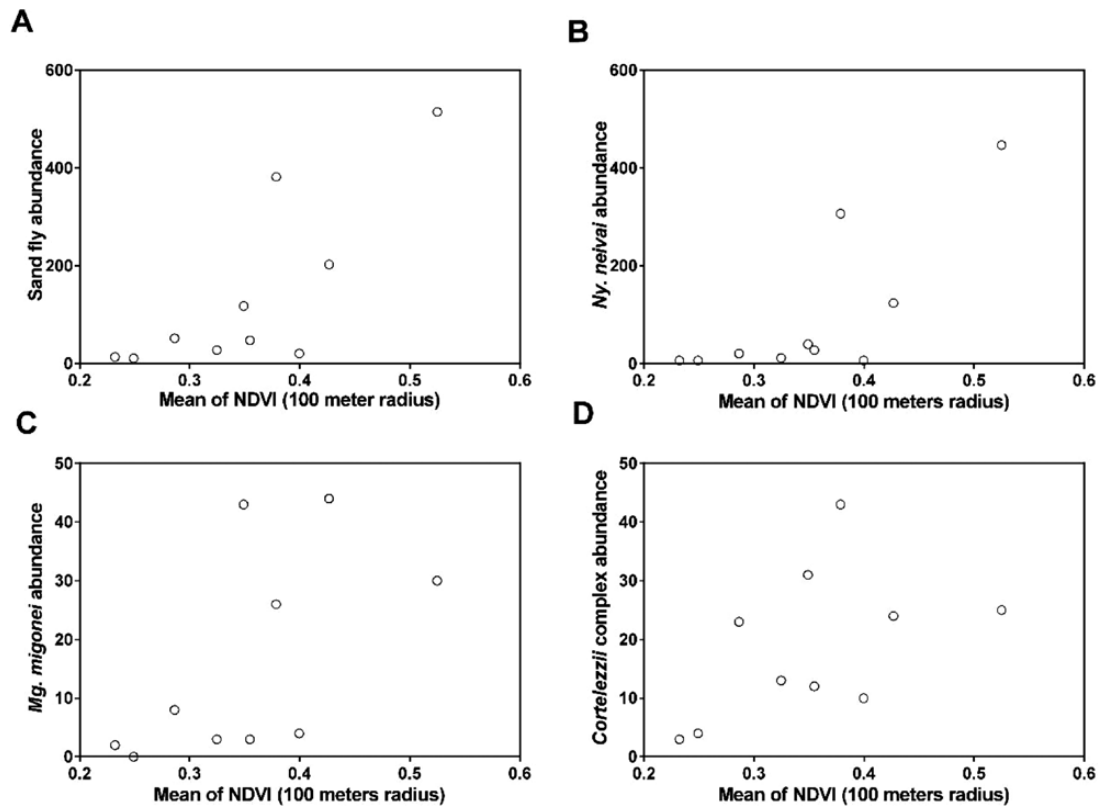 A
600
400
200
0
Sand fly abundance
0.2 0.3 0.4 0.5 0.6
Mean of NDVI (100 meter radius)
B
600
400
200
0
Ny. neivai abundance
0.2 0.3 0.4 0.5 0.6
Mean of NDVI (100 meters radius)
C
50
40
30
20
10
0
Mg. migonei abundance
0.2 0.3 0.4 0.5 0.6
Mean of NDVI (100 meters radius)
D
50
40
30
20
10
0
Cortelezzii complex abundance
0.2 0.3 0.4 0.5 0.6
Mean of NDVI (100 meters radius)